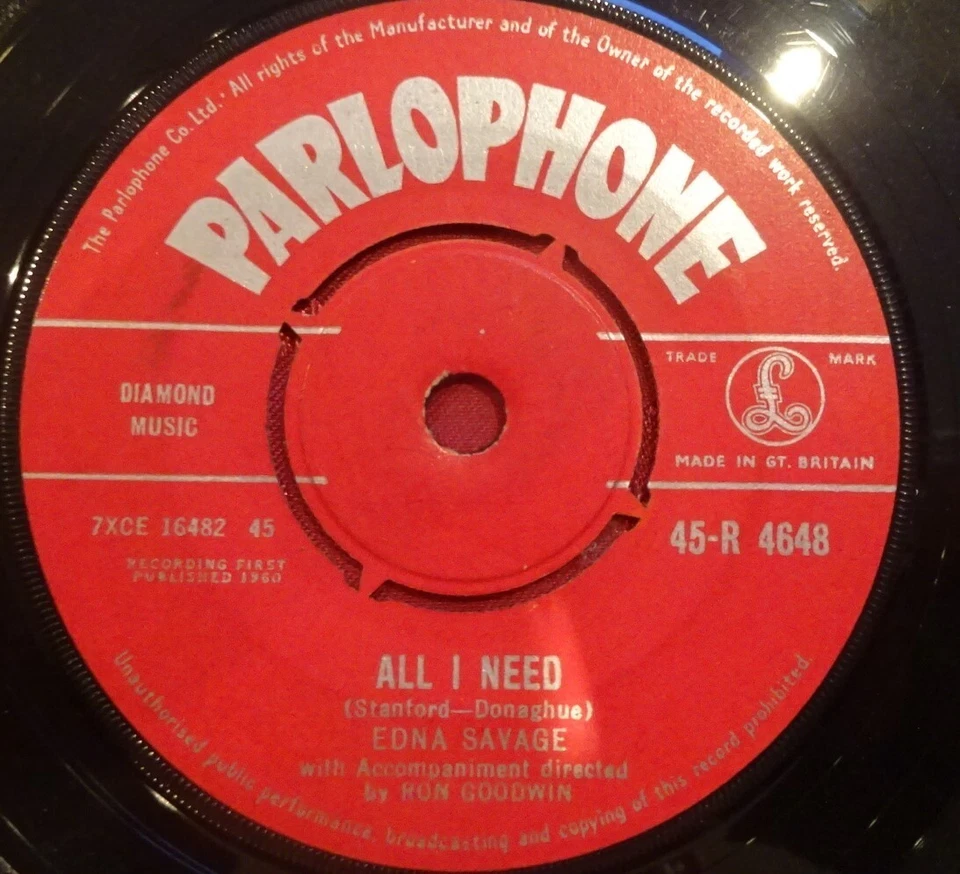 The Parlophone Co. Ltd. · All rights of the Manufacturer and of the Owner of the recorded work reserved.
PARLOPHONE
DIAMOND
MUSIC
TRADE MARK
£
MADE IN GT. BRITAIN
7XCE 16482 45
45-R 4648
RECORDING FIRST
PUBLISHED 1960
ALL I NEED
(Stanford—Donaghue)
EDNA SAVAGE
with Accompaniment directed
by RON GOODWIN
Unauthorised public performance, broadcasting and copying of this record prohibited.